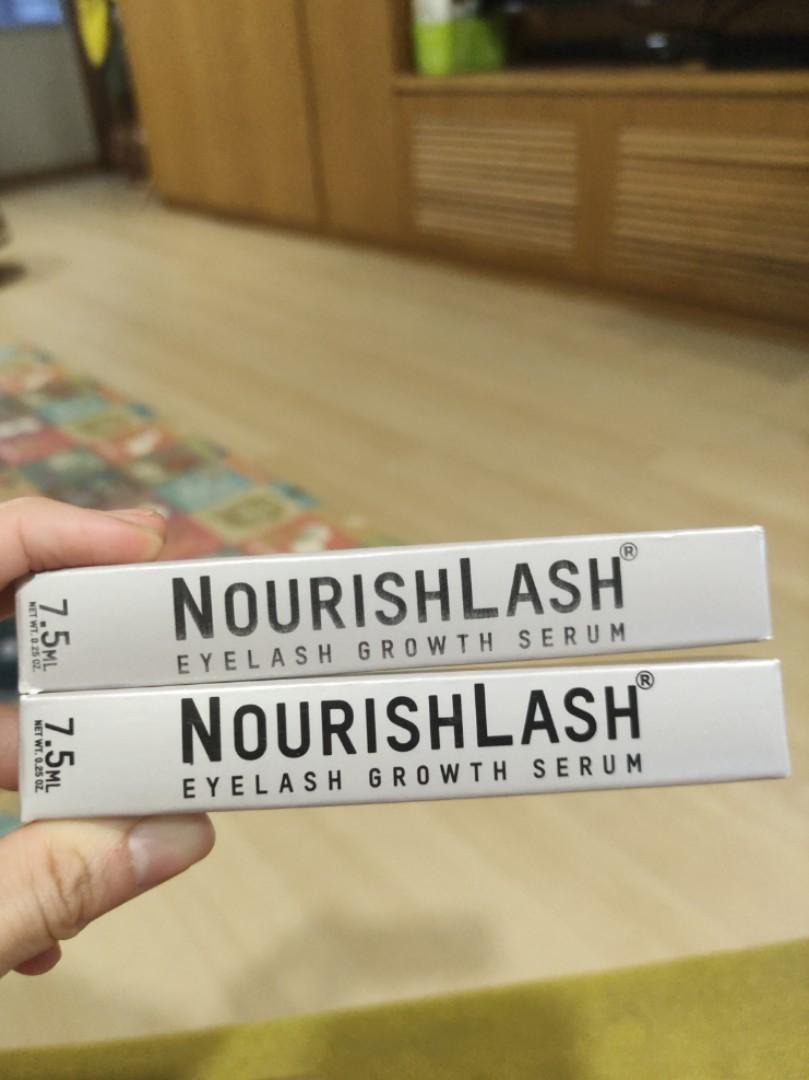 NOURISHLASH®
EYELASH GROWTH SERUM
7.5ML
NET WT. 0.25 OZ.
NOURISHLASH®
EYELASH GROWTH SERUM
7.5ML
NET WT. 0.25 OZ.